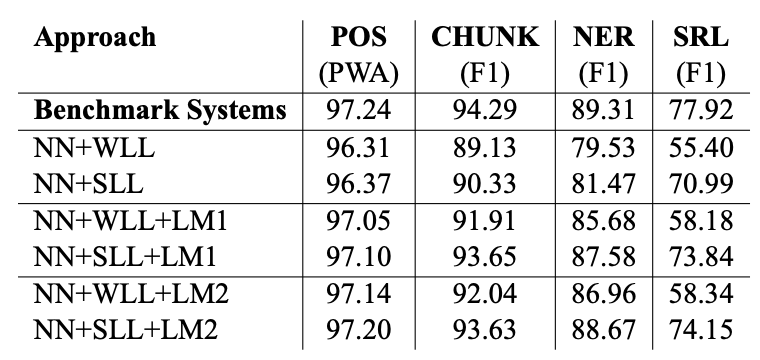 Approach POS CHUNK NER SRL
(PWA) (F1) (F1) (F1)
Benchmark Systems 97.24 94.29 89.31 77.92
NN+WLL 96.31 89.13 79.53 55.40
NN+SLL 96.37 90.33 81.47 70.99
NN+WLL+LM1 97.05 91.91 85.68 58.18
NN+SLL+LM1 97.10 93.65 87.58 73.84
NN+WLL+LM2 97.14 92.04 86.96 58.34
NN+SLL+LM2 97.20 93.63 88.67 74.15